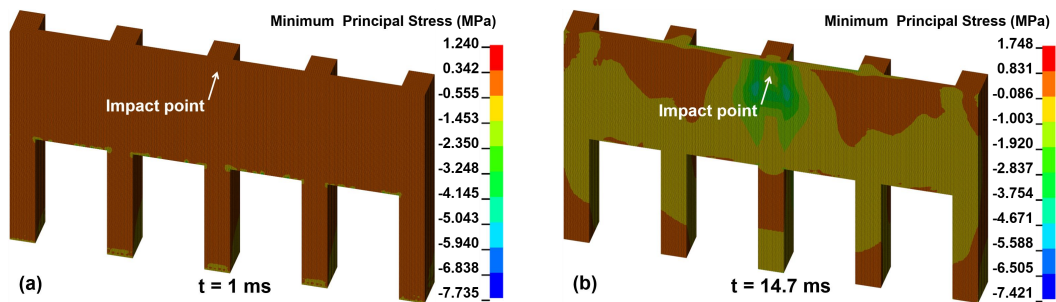 Minimum Principal Stress (MPa)
1.240
0.342
-0.555
-1.453
-2.350
-3.248
-4.145
-5.043
-5.940
-6.838
-7.735
Impact point
(a)
t = 1 ms
Minimum Principal Stress (MPa)
1.748
0.831
-0.086
-1.003
-1.920
-2.837
-3.754
-4.671
-5.588
-6.505
-7.421
Impact point
(b)
t = 14.7 ms